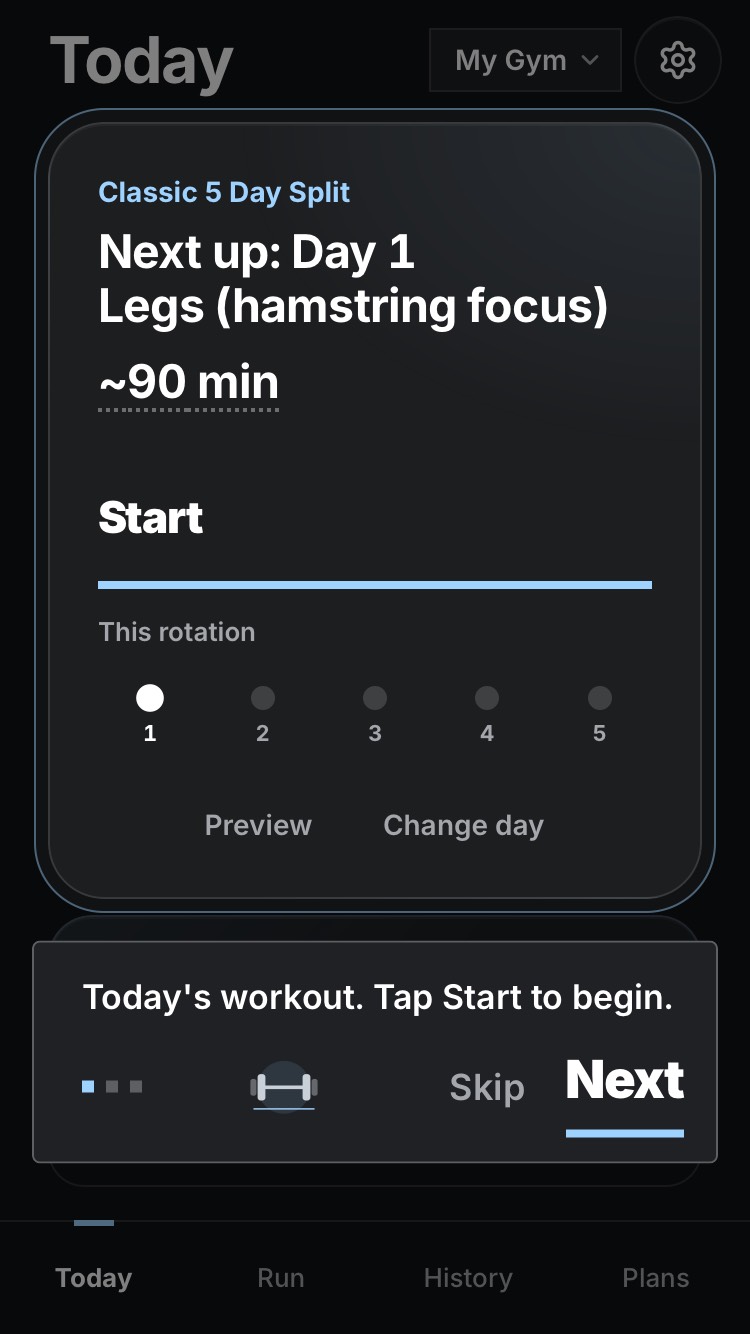 Today
My Gym
Classic 5 Day Split
Next up: Day 1
Legs (hamstring focus)
~90 min
Start
This rotation
1 2 3 4 5
Preview Change day
Today's workout. Tap Start to begin.
Skip Next
Today Run History Plans